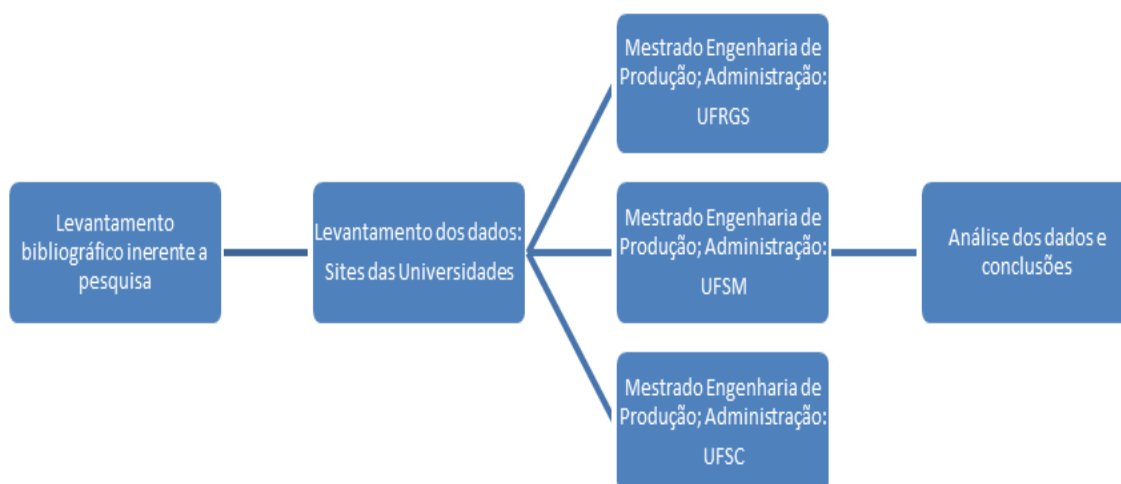 Levantamento
bibliográfico inerente a
pesquisa
Levantamento dos dados:
Sites das Universidades
Mestrado Engenharia de
Produção; Administração:
UFRGS
Mestrado Engenharia de
Produção; Administração:
UFSM
Mestrado Engenharia de
Produção; Administração:
UFSC
Análise dos dados e
conclusões